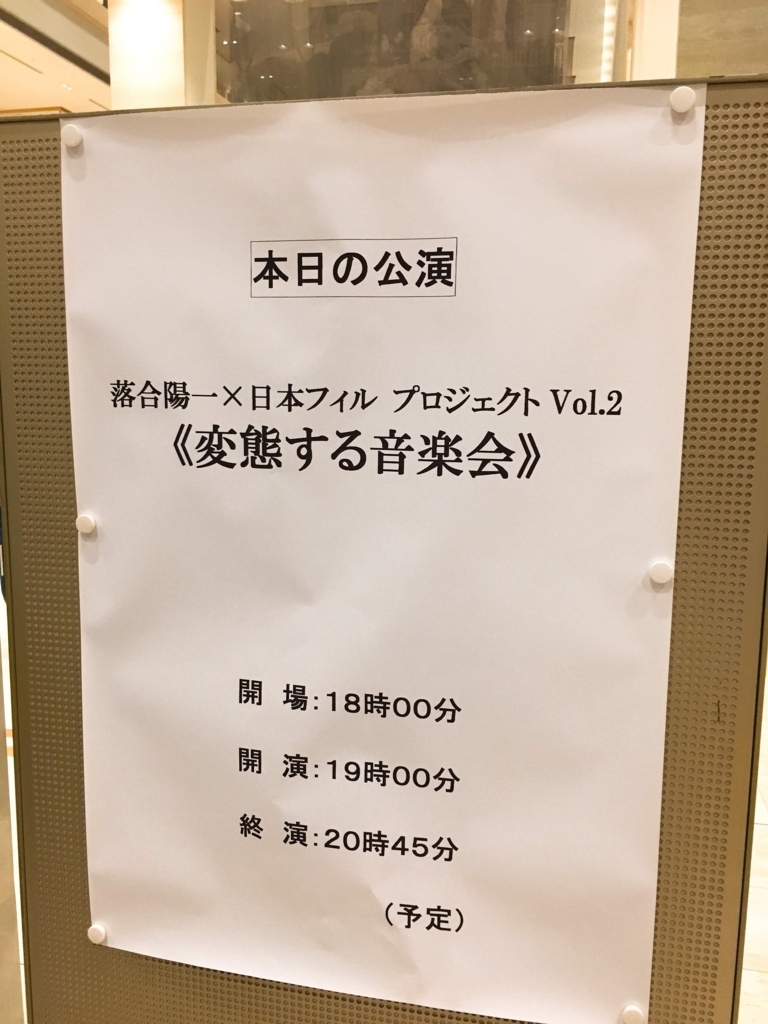 本日の公演
落合陽一×日本フィル プロジェクト Vol.2
《変態する音楽会》
開 場:18時00分
開 演:19時00分
終 演:20時45分
(予定)